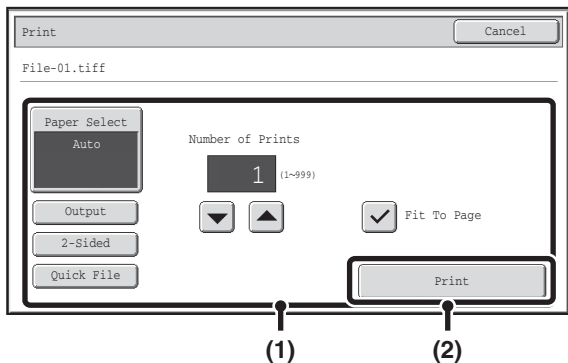 Print
Cancel
File-01.tiff
Paper Select
Auto
Number of Prints
1 (1~999)
Output
2-Sided
Quick File
Fit To Page
Print
(1)
(2)